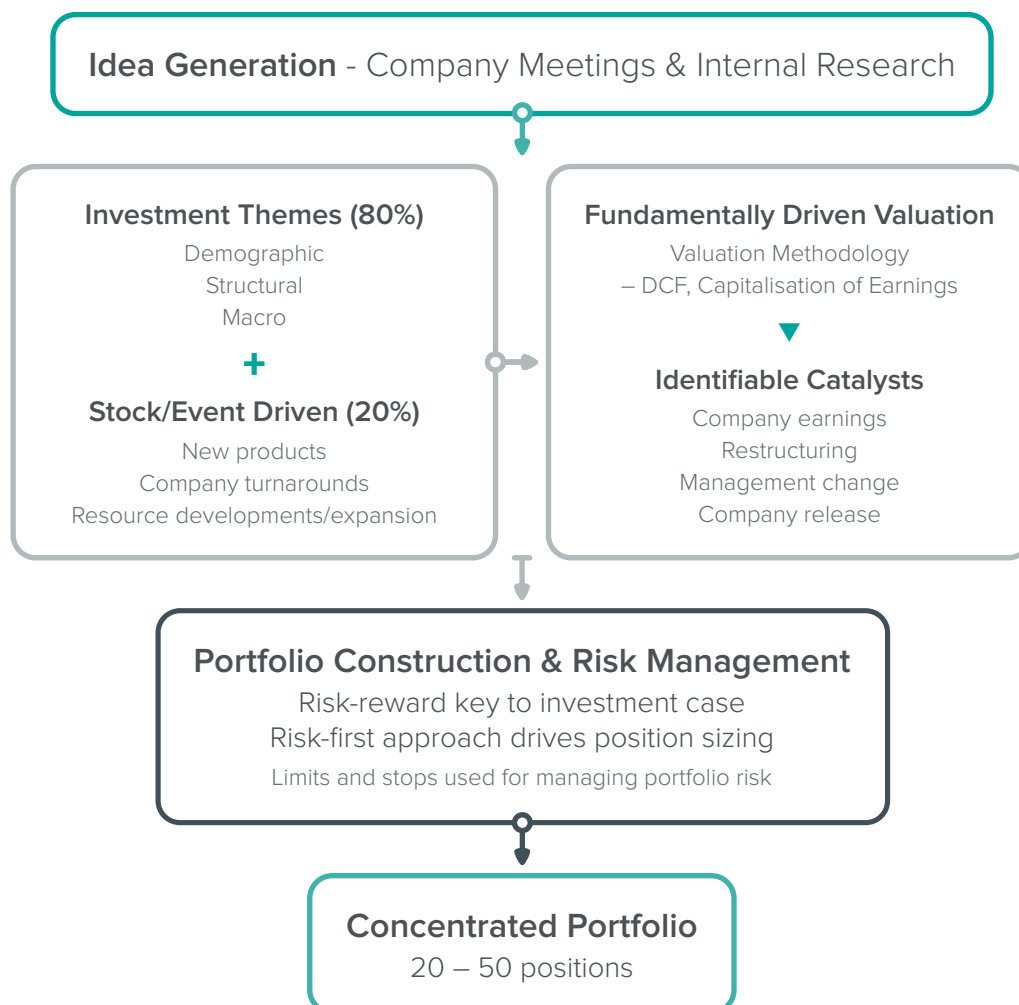 Idea Generation - Company Meetings & Internal Research
Investment Themes (80%)
Demographic
Structural
Macro
+
Stock/Event Driven (20%)
New products
Company turnarounds
Resource developments/expansion
Fundamentally Driven Valuation
Valuation Methodology
– DCF, Capitalisation of Earnings
Identifiable Catalysts
Company earnings
Restructuring
Management change
Company release
Portfolio Construction & Risk Management
Risk-reward key to investment case
Risk-first approach drives position sizing
Limits and stops used for managing portfolio risk
Concentrated Portfolio
20 – 50 positions